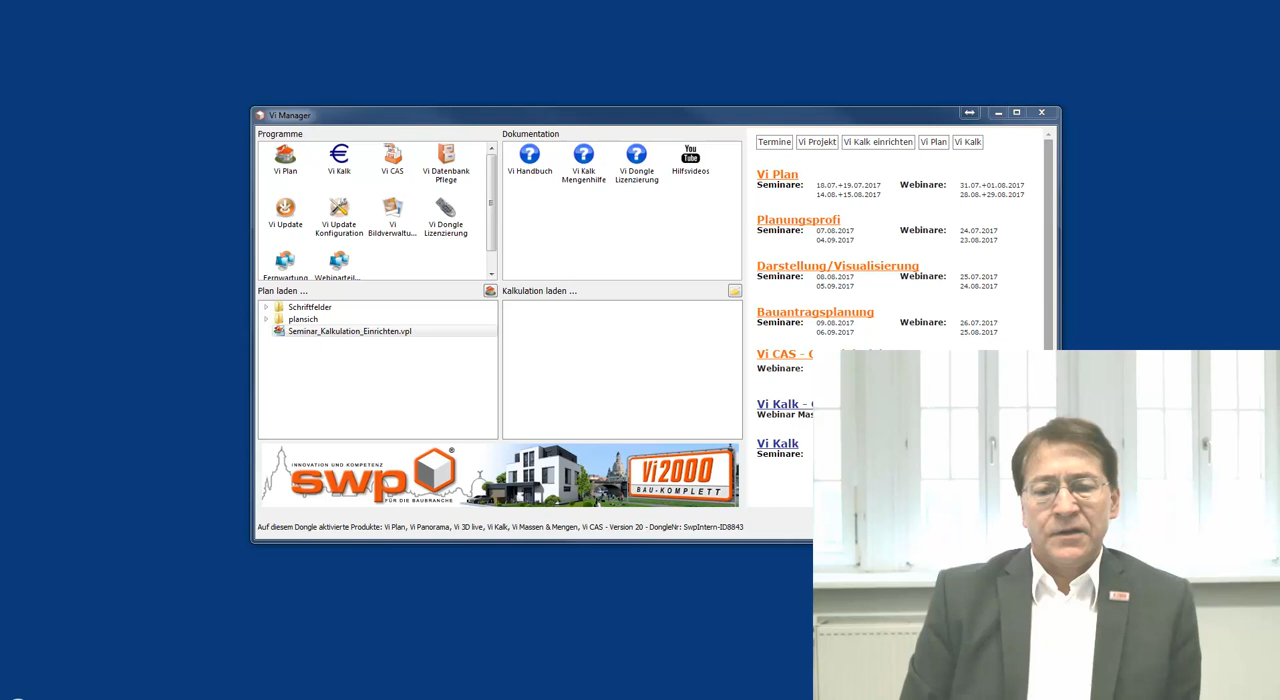 Vi Manager
Programme
Vi Plan
Vi Kalk
Vi CAS
Vi Datenbank Pflege
Vi Update
Vi Update Konfiguration
Vi Bildverwaltu...
Vi Dongle Lizenzierung
Fernwartung
Webinarteil...
Dokumentation
Vi Handbuch
Vi Kalk Mengenhilfe
Vi Dongle Lizenzierung
You Tube
Hilfsvideos
Plan laden ...
Schriftfelder
plansich
Seminar_Kalkulation_Einrichten.vpl
Kalkulation laden ...
Termine Vi Projekt Vi Kalk einrichten Vi Plan Vi Kalk
Vi Plan
Seminare: 18.07.+19.07.2017 Webinare: 31.07.+01.08.2017
14.08.+15.08.2017 28.08.+29.08.2017
Planungsprofi
Seminare: 07.08.2017 Webinare: 24.07.2017
04.09.2017 23.08.2017
Darstellung/Visualisierung
Seminare: 08.08.2017 Webinare: 25.07.2017
05.09.2017 24.08.2017
Bauantragsplanung
Seminare: 09.08.2017 Webinare: 26.07.2017
06.09.2017 25.08.2017
Vi CAS -
Webinare:
Vi Kalk -
Webinar Mas
Vi Kalk
Seminare:
INNOVATION UND KOMPETENZ
swp®
FÜR DIE BAUBRANCHE
Vi2000
BAU-KOMPLETT
Auf diesem Dongle aktivierte Produkte: Vi Plan, Vi Panorama, Vi 3D live, Vi Kalk, Vi Massen & Mengen, Vi CAS - Version 20 - DongleNr: SwpIntern-ID8843